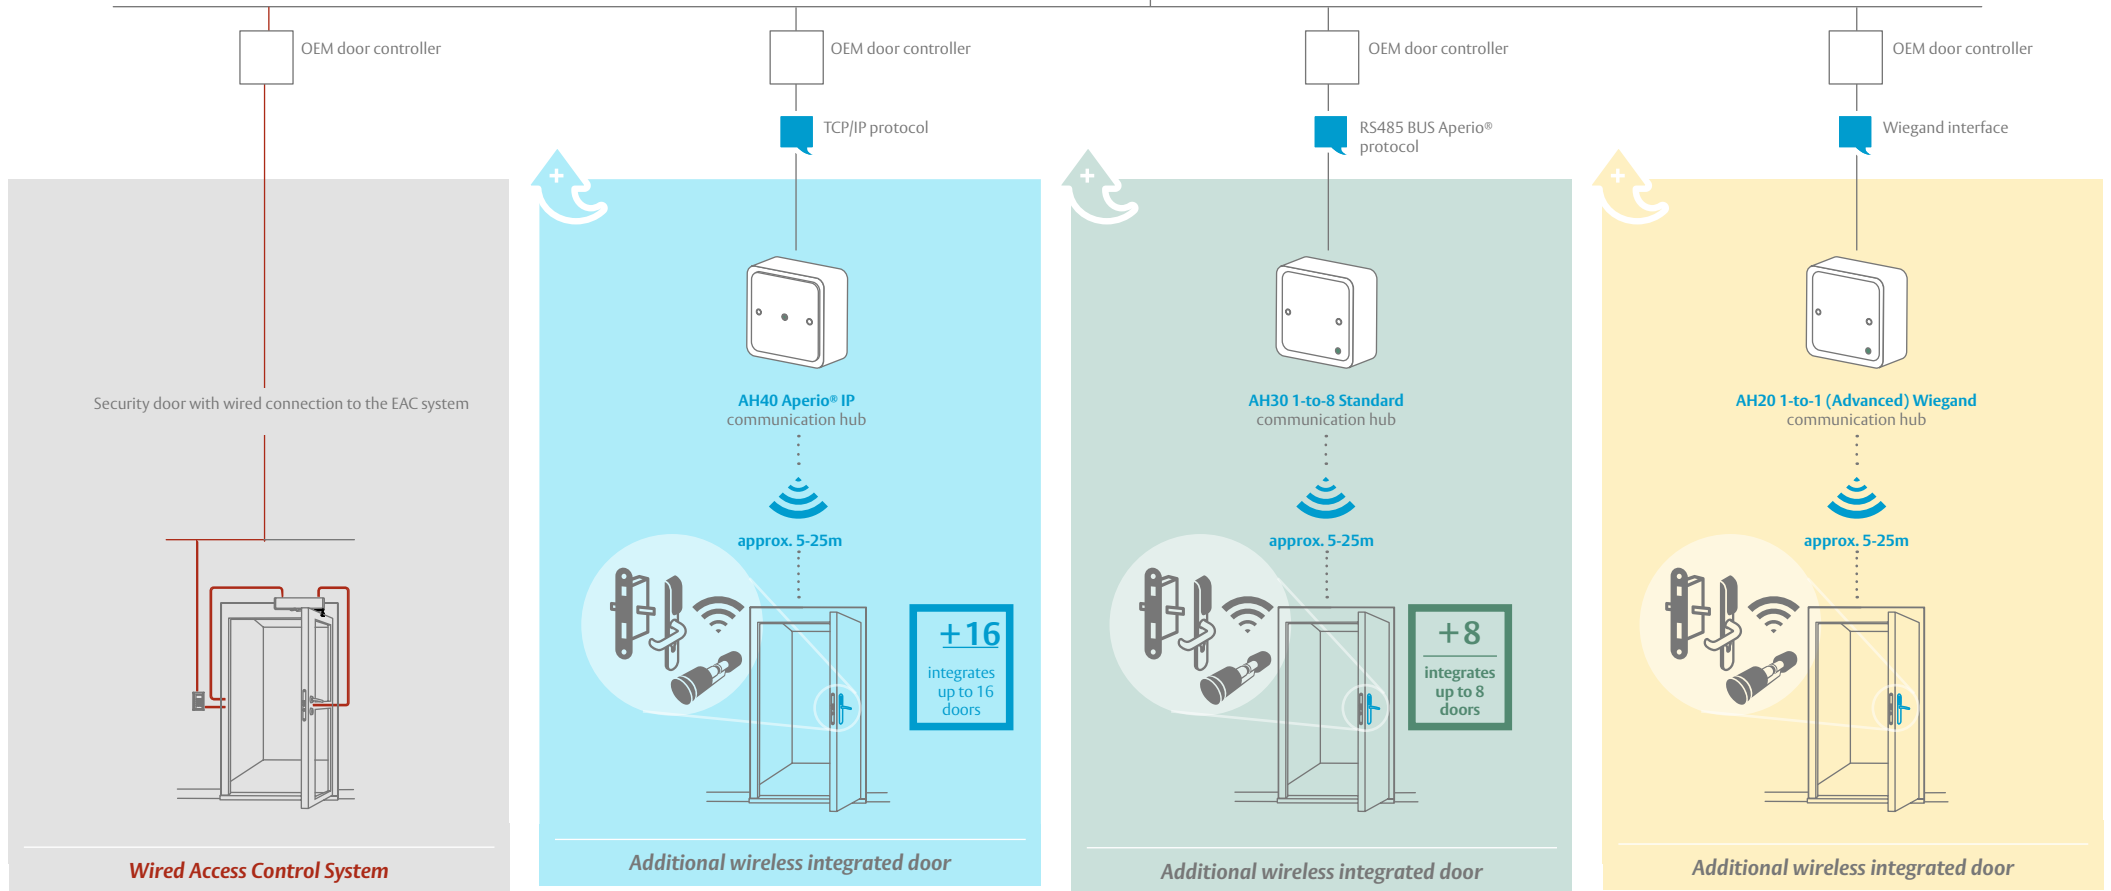 OEM door controller
OEM door controller
OEM door controller
OEM door controller
TCP/IP protocol
RS485 BUS Aperio®
protocol
Wiegand interface
Security door with wired connection to the EAC system
AH40 Aperio® IP
communication hub
AH30 1-to-8 Standard
communication hub
AH20 1-to-1 (Advanced) Wiegand
communication hub
approx. 5-25m
approx. 5-25m
approx. 5-25m
+16
integrates
up to 16
doors
+8
integrates
up to 8
doors
Wired Access Control System
Additional wireless integrated door
Additional wireless integrated door
Additional wireless integrated door